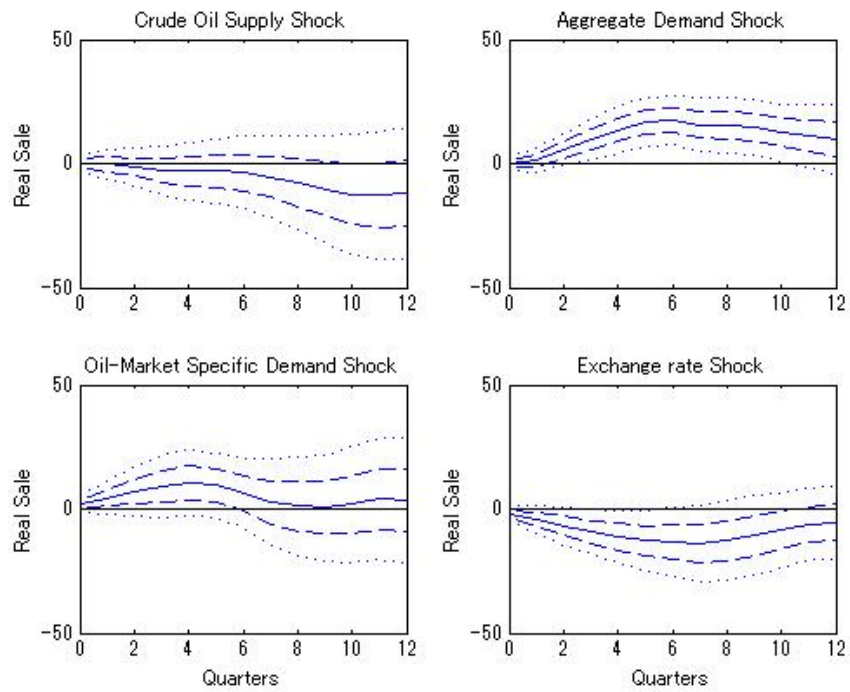 Crude Oil Supply Shock
50
0
-50
Real Sale
0 2 4 6 8 10 12
Aggregate Demand Shock
50
0
-50
Real Sale
0 2 4 6 8 10 12
Oil-Market Specific Demand Shock
50
0
-50
Real Sale
0 2 4 6 8 10 12
Quarters
Exchange rate Shock
50
0
-50
Real Sale
0 2 4 6 8 10 12
Quarters